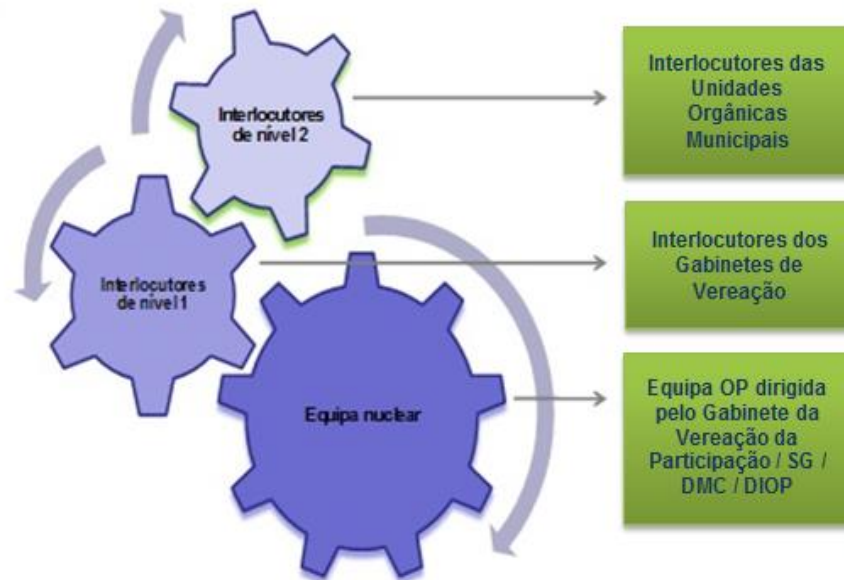 Interlocutores
de nível 2
Interlocutores das
Unidades
Orgânicas
Municipais
Interlocutores
de nível 1
Interlocutores dos
Gabinetes de
Vereação
Equipa nuclear
Equipa OP dirigida
pelo Gabinete da
Vereação da
Participação / SG /
DMC / DIOP